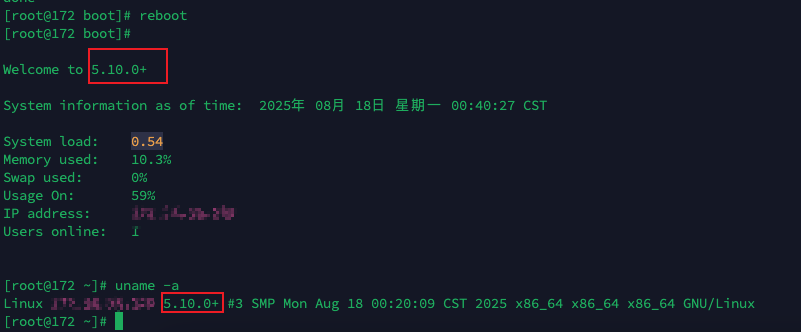 done
[root@172 boot]# reboot
[root@172 boot]#
Welcome to 5.10.0+
System information as of time:  2025年 08月 18日 星期一 00:40:27 CST
System load:    0.54
Memory used:    10.3%
Swap used:      0%
Usage On:       59%
IP address:
Users online:   1
[root@172 ~]# uname -a
Linux 5.10.0+ #3 SMP Mon Aug 18 00:20:09 CST 2025 x86_64 x86_64 x86_64 GNU/Linux
[root@172 ~]#